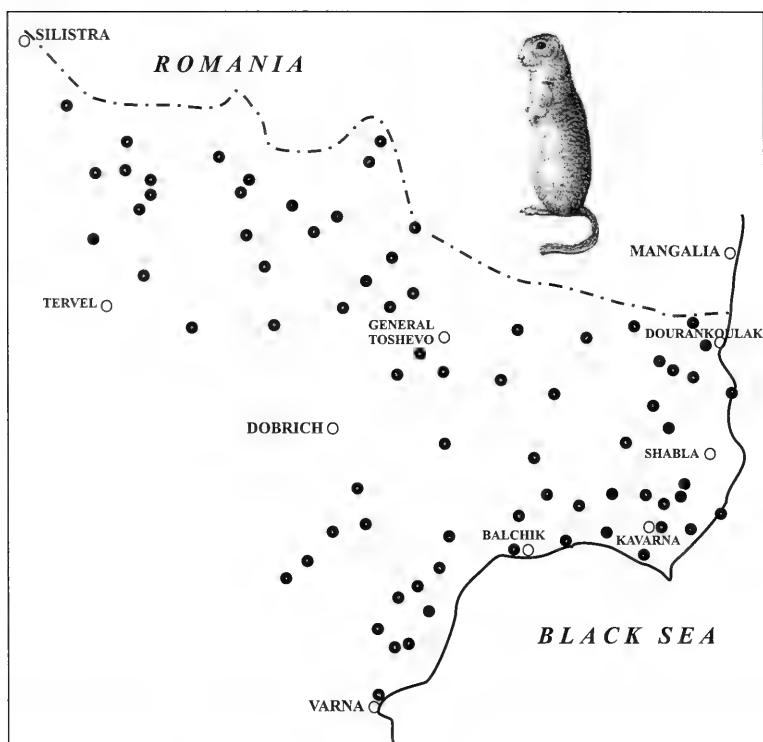 SILISTRA
ROMANIA
MANGALIA
TERVEL
GENERAL
TOSHEVO
DOURANKOULAK
DOBRICH
SHABLA
BALCHIK
KAVARNA
BLACK SEA
VARNA